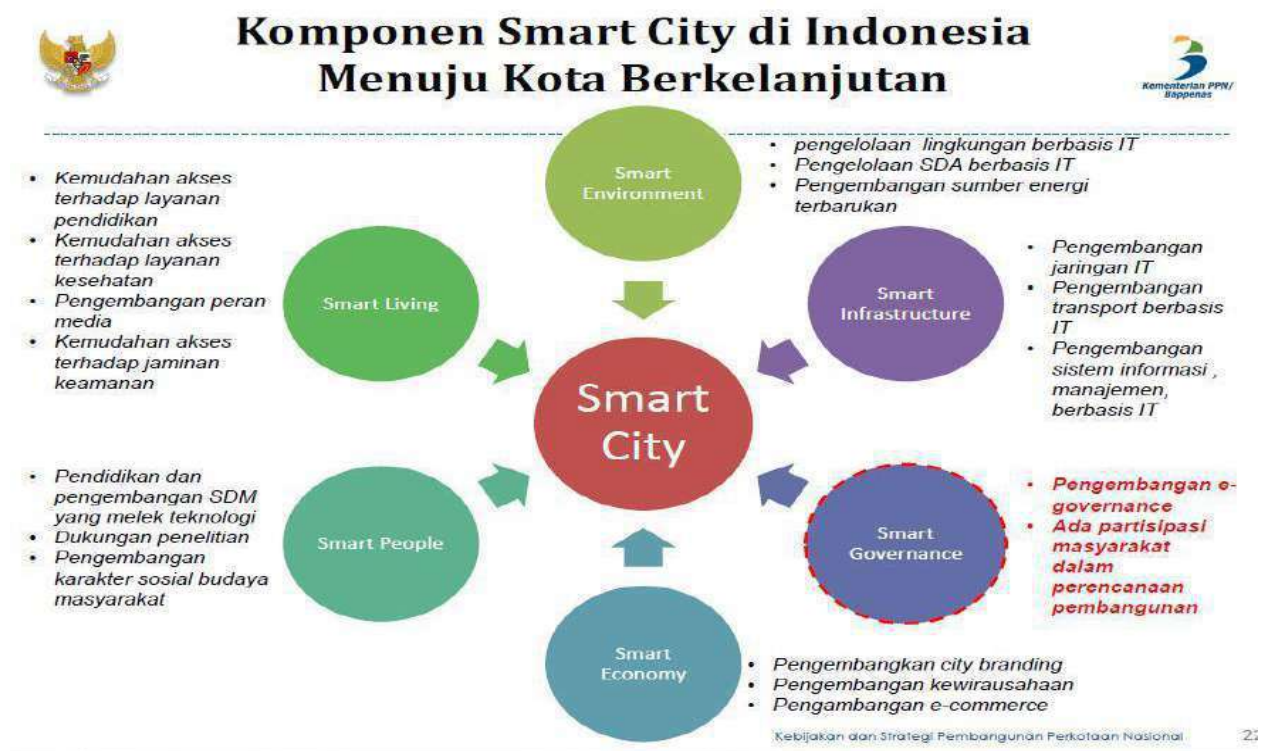 Komponen Smart City di Indonesia
Menuju Kota Berkelanjutan
Kementerian PPN/
Bappenas
Smart
Environment
• pengelolaan lingkungan berbasis IT
• Pengelolaan SDA berbasis IT
• Pengembangan sumber energi
terbarukan
• Kemudahan akses
terhadap layanan
pendidikan
• Kemudahan akses
terhadap layanan
kesehatan
• Pengembangan peran
media
• Kemudahan akses
terhadap jaminan
keamanan
Smart Living
Smart
Infrastructure
• Pengembangan
jaringan IT
• Pengembangan
transport berbasis
IT
• Pengembangan
sistem informasi ,
manajemen,
berbasis IT
Smart
City
• Pendidikan dan
pengembangan SDM
yang melek teknologi
• Dukungan penelitian
• Pengembangan
karakter sosial budaya
masyarakat
Smart People
Smart
Governance
• Pengembangan e-
governance
• Ada partisipasi
masyarakat
dalam
perencanaan
pembangunan
Smart
Economy
• Pengembangkan city branding
• Pengembangan kewirausahaan
• Pengambangan e-commerce
Kebijakan dan Strategi Pembangunan Perkotaan Nasional